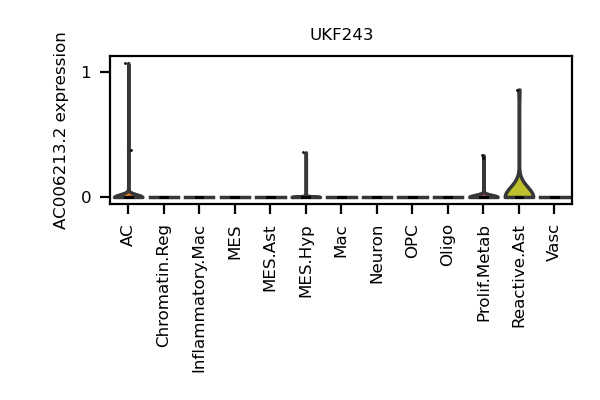 UKF243
AC006213.2 expression
1
0
AC
Chromatin.Reg
Inflammatory.Mac
MES
MES.Ast
MES.Hyp
Mac
Neuron
OPC
Oligo
Prolif.Metab
Reactive.Ast
Vasc